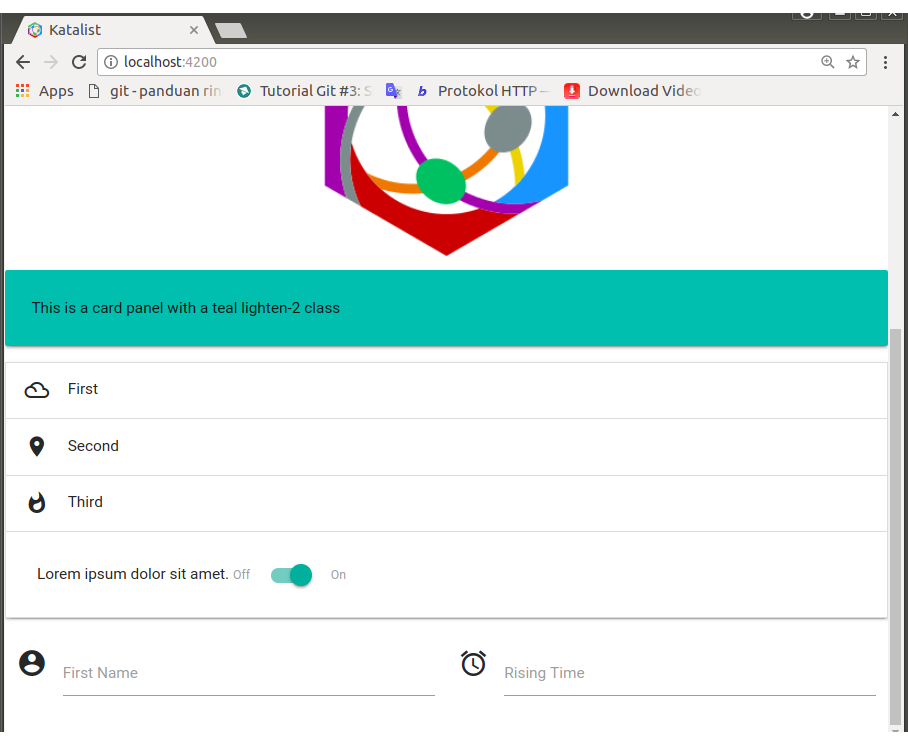 Katalist
localhost:4200
Apps git - panduan rin Tutorial Git #3: S b Protokol HTTP — Download Video
This is a card panel with a teal lighten-2 class
First
Second
Third
Lorem ipsum dolor sit amet. Off On
First Name Rising Time